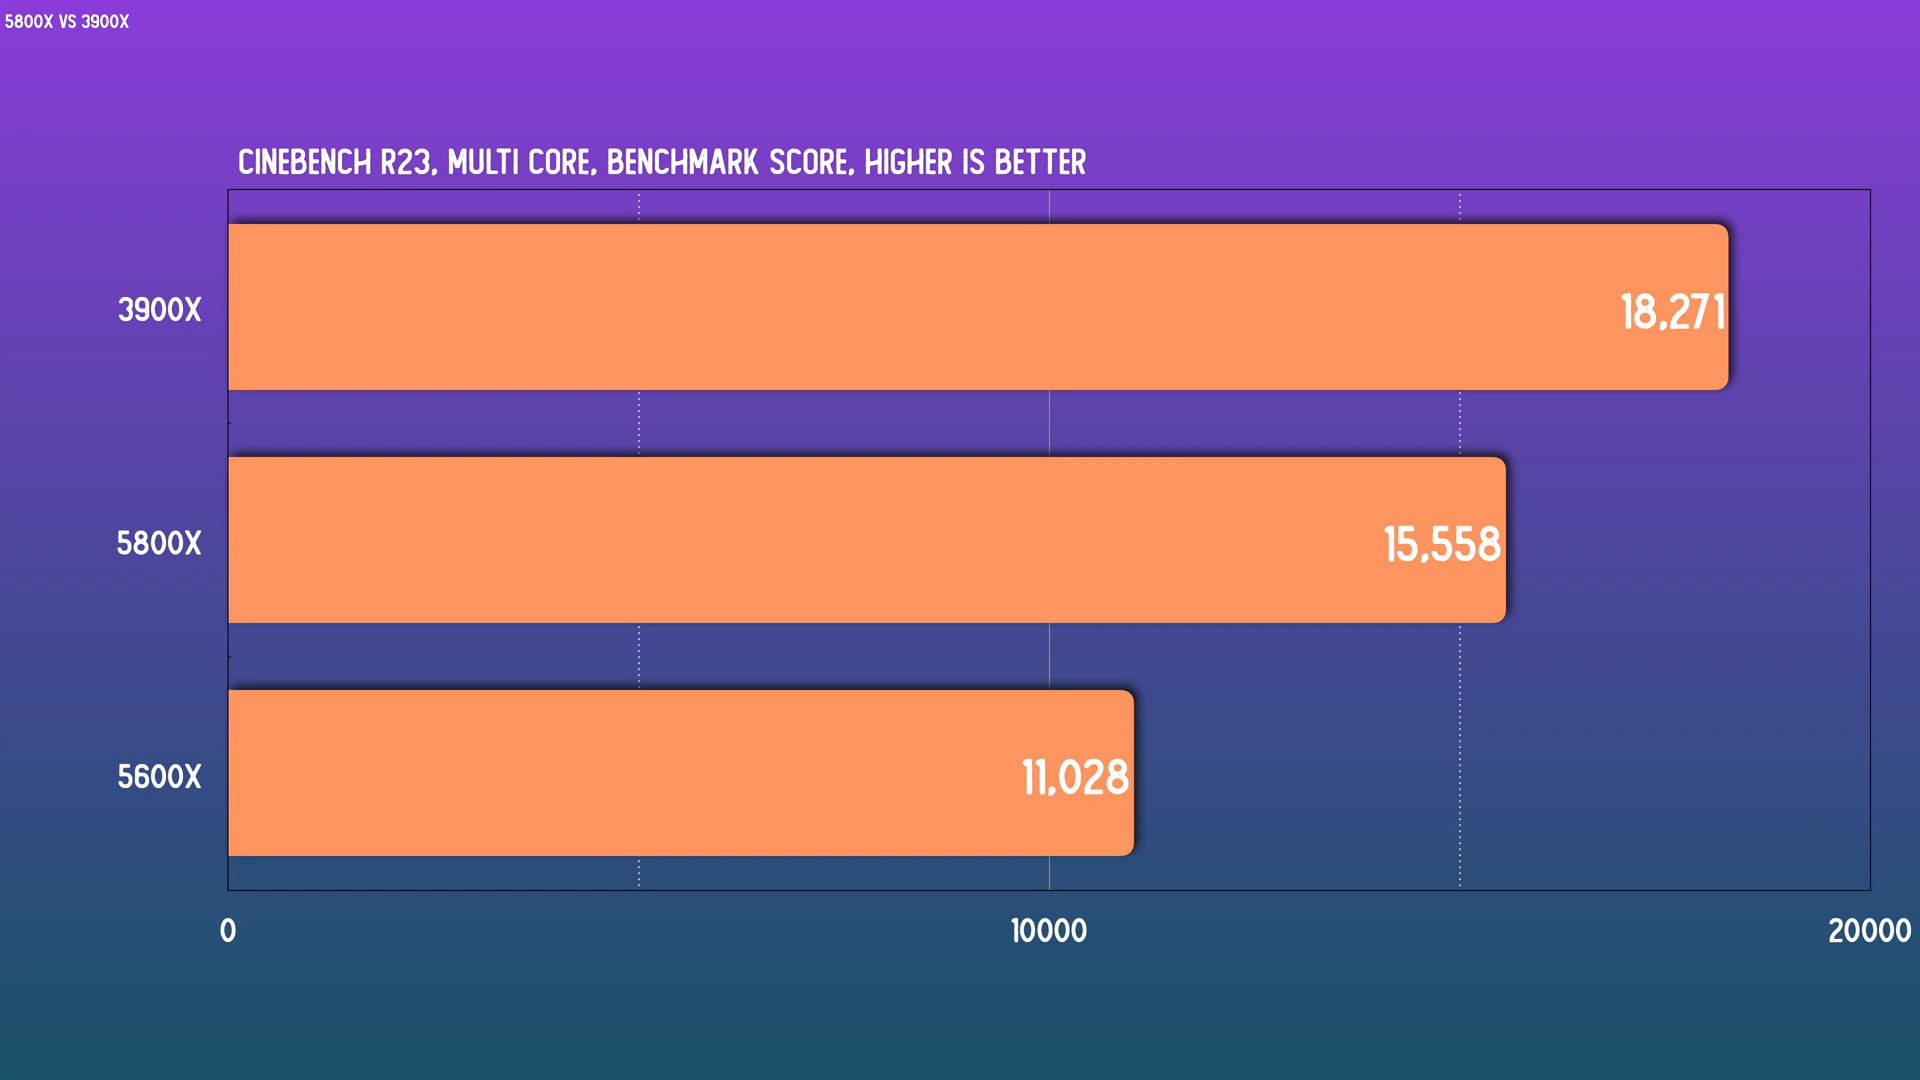 5800X VS 3900X
CINEBENCH R23, MULTI CORE, BENCHMARK SCORE, HIGHER IS BETTER
3900X
18,271
5800X
15,558
5600X
11,028
0
10000
20000